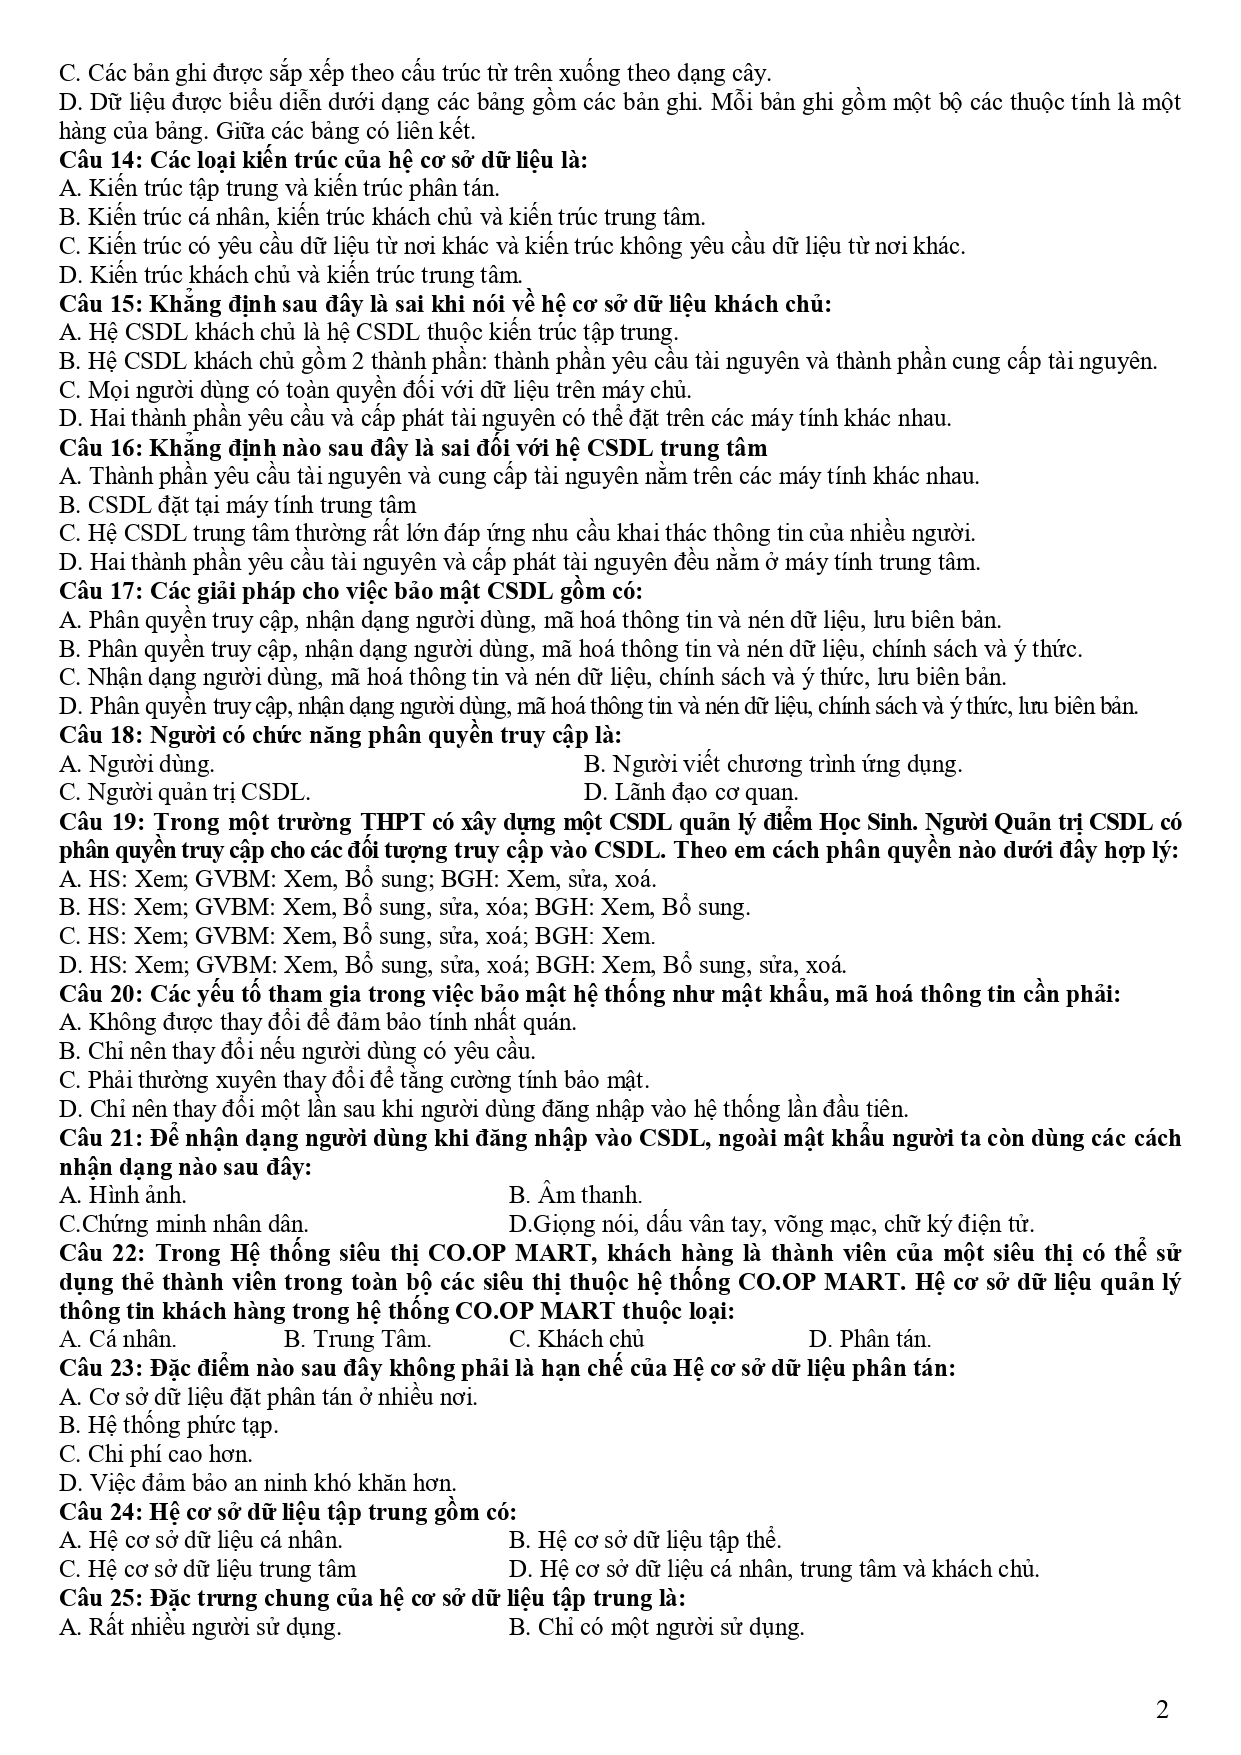 C. Các bản ghi được sắp xếp theo cấu trúc từ trên xuống theo dạng cây.
D. Dữ liệu được biểu diễn dưới dạng các bảng gồm các bản ghi. Mỗi bản ghi gồm một bộ các thuộc tính là một
hàng của bảng. Giữa các bảng có liên kết.
Câu 14: Các loại kiến trúc của hệ cơ sở dữ liệu là:
A. Kiến trúc tập trung và kiến trúc phân tán.
B. Kiến trúc cá nhân, kiến trúc khách chủ và kiến trúc trung tâm.
C. Kiến trúc có yêu cầu dữ liệu từ nơi khác và kiến trúc không yêu cầu dữ liệu từ nơi khác.
D. Kiến trúc khách chủ và kiến trúc trung tâm.
Câu 15: Khẳng định sau đây là sai khi nói về hệ cơ sở dữ liệu khách chủ:
A. Hệ CSDL khách chủ là hệ CSDL thuộc kiến trúc tập trung.
B. Hệ CSDL khách chủ gồm 2 thành phần: thành phần yêu cầu tài nguyên và thành phần cung cấp tài nguyên.
C. Mọi người dùng có toàn quyền đối với dữ liệu trên máy chủ.
D. Hai thành phần yêu cầu và cấp phát tài nguyên có thể đặt trên các máy tính khác nhau.
Câu 16: Khẳng định nào sau đây là sai đối với hệ CSDL trung tâm
A. Thành phần yêu cầu tài nguyên và cung cấp tài nguyên nằm trên các máy tính khác nhau.
B. CSDL đặt tại máy tính trung tâm
C. Hệ CSDL trung tâm thường rất lớn đáp ứng nhu cầu khai thác thông tin của nhiều người.
D. Hai thành phần yêu cầu tài nguyên và cấp phát tài nguyên đều nằm ở máy tính trung tâm.
Câu 17: Các giải pháp cho việc bảo mật CSDL gồm có:
A. Phân quyền truy cập, nhận dạng người dùng, mã hoá thông tin và nén dữ liệu, lưu biên bản.
B. Phân quyền truy cập, nhận dạng người dùng, mã hoá thông tin và nén dữ liệu, chính sách và ý thức.
C. Nhận dạng người dùng, mã hoá thông tin và nén dữ liệu, chính sách và ý thức, lưu biên bản.
D. Phân quyền truy cập, nhận dạng người dùng, mã hoá thông tin và nén dữ liệu, chính sách và ý thức, lưu biên bản.
Câu 18: Người có chức năng phân quyền truy cập là:
A. Người dùng. B. Người viết chương trình ứng dụng.
C. Người quản trị CSDL. D. Lãnh đạo cơ quan.
Câu 19: Trong một trường THPT có xây dựng một CSDL quản lý điểm Học Sinh. Người Quản trị CSDL có
phân quyền truy cập cho các đối tượng truy cập vào CSDL. Theo em cách phân quyền nào dưới đây hợp lý:
A. HS: Xem; GVBM: Xem, Bổ sung; BGH: Xem, sửa, xoá.
B. HS: Xem; GVBM: Xem, Bổ sung, sửa, xóa; BGH: Xem, Bổ sung.
C. HS: Xem; GVBM: Xem, Bổ sung, sửa, xoá; BGH: Xem.
D. HS: Xem; GVBM: Xem, Bổ sung, sửa, xoá; BGH: Xem, Bổ sung, sửa, xoá.
Câu 20: Các yếu tố tham gia trong việc bảo mật hệ thống như mật khẩu, mã hoá thông tin cần phải:
A. Không được thay đổi để đảm bảo tính nhất quán.
B. Chỉ nên thay đổi nếu người dùng có yêu cầu.
C. Phải thường xuyên thay đổi để tằng cường tính bảo mật.
D. Chỉ nên thay đổi một lần sau khi người dùng đăng nhập vào hệ thống lần đầu tiên.
Câu 21: Để nhận dạng người dùng khi đăng nhập vào CSDL, ngoài mật khẩu người ta còn dùng các cách
nhận dạng nào sau đây:
A. Hình ảnh. B. Âm thanh.
C.Chứng minh nhân dân. D.Giọng nói, dấu vân tay, võng mạc, chữ ký điện tử.
Câu 22: Trong Hệ thống siêu thị CO.OP MART, khách hàng là thành viên của một siêu thị có thể sử
dụng thẻ thành viên trong toàn bộ các siêu thị thuộc hệ thống CO.OP MART. Hệ cơ sở dữ liệu quản lý
thông tin khách hàng trong hệ thống CO.OP MART thuộc loại:
A. Cá nhân. B. Trung Tâm. C. Khách chủ D. Phân tán.
Câu 23: Đặc điểm nào sau đây không phải là hạn chế của Hệ cơ sở dữ liệu phân tán:
A. Cơ sở dữ liệu đặt phân tán ở nhiều nơi.
B. Hệ thống phức tạp.
C. Chi phí cao hơn.
D. Việc đảm bảo an ninh khó khăn hơn.
Câu 24: Hệ cơ sở dữ liệu tập trung gồm có:
A. Hệ cơ sở dữ liệu cá nhân. B. Hệ cơ sở dữ liệu tập thể.
C. Hệ cơ sở dữ liệu trung tâm D. Hệ cơ sở dữ liệu cá nhân, trung tâm và khách chủ.
Câu 25: Đặc trưng chung của hệ cơ sở dữ liệu tập trung là:
A. Rất nhiều người sử dụng. B. Chỉ có một người sử dụng.
2